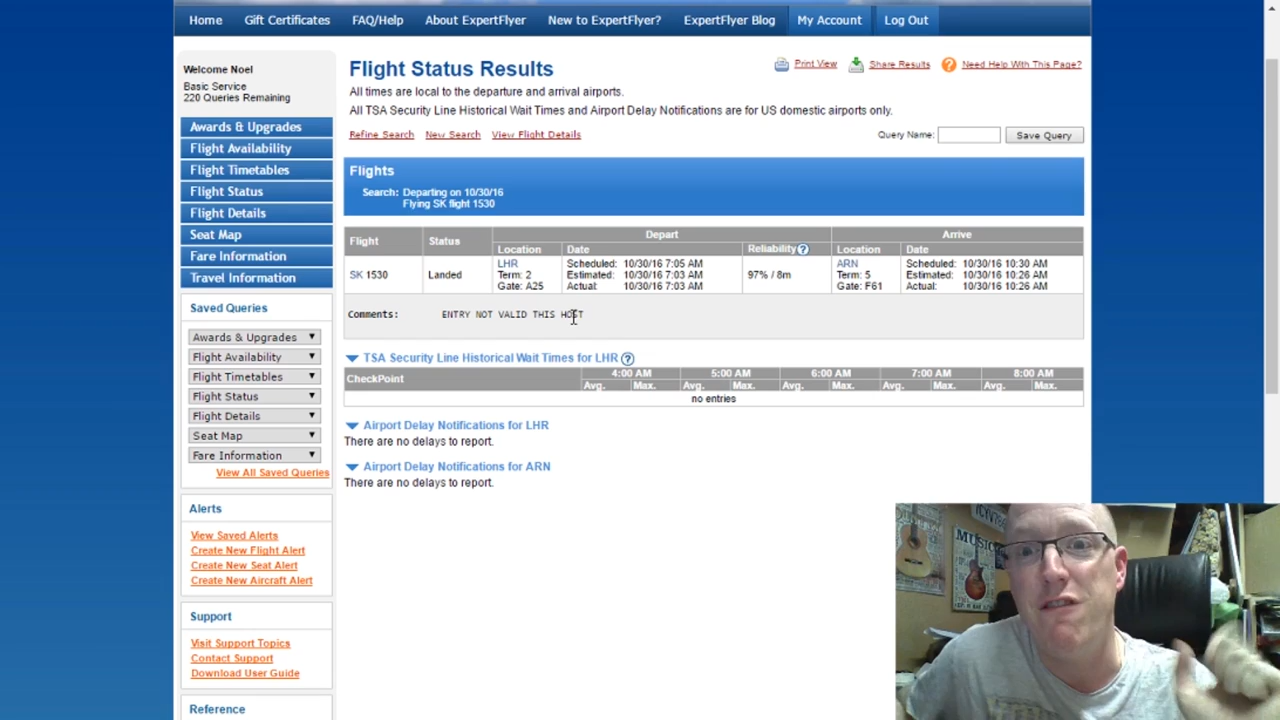 Home Gift Certificates FAQ/Help About ExpertFlyer New to ExpertFlyer? ExpertFlyer Blog My Account Log Out
Welcome Noel
Basic Service
220 Queries Remaining
Awards & Upgrades
Flight Availability
Flight Timetables
Flight Status
Flight Details
Seat Map
Fare Information
Travel Information
Saved Queries
Awards & Upgrades
Flight Availability
Flight Timetables
Flight Status
Flight Details
Seat Map
Fare Information
View All Saved Queries
Alerts
View Saved Alerts
Create New Flight Alert
Create New Seat Alert
Create New Aircraft Alert
Support
Visit Support Topics
Contact Support
Download User Guide
Reference
Flight Status Results
Print View Share Results Need Help With This Page?
All times are local to the departure and arrival airports.
All TSA Security Line Historical Wait Times and Airport Delay Notifications are for US domestic airports only.
Refine Search New Search View Flight Details Query Name: Save Query
Flights
Search: Departing on 10/30/16
Flying SK flight 1530
Flight Status Depart Arrive
Location Date Reliability Location Date
LHR Scheduled: 10/30/16 7:05 AM ARN Scheduled: 10/30/16 10:30 AM
SK 1530 Landed Term: 2 Estimated: 10/30/16 7:03 AM 97% / 8m Term: 5 Estimated: 10/30/16 10:26 AM
Gate: A25 Actual: 10/30/16 7:03 AM Gate: F61 Actual: 10/30/16 10:26 AM
Comments: ENTRY NOT VALID THIS HOST
TSA Security Line Historical Wait Times for LHR
CheckPoint 4:00 AM 5:00 AM 6:00 AM 7:00 AM 8:00 AM
Avg. Max. Avg. Max. Avg. Max. Avg. Max. Avg. Max.
no entries
Airport Delay Notifications for LHR
There are no delays to report.
Airport Delay Notifications for ARN
There are no delays to report.
MUSIC